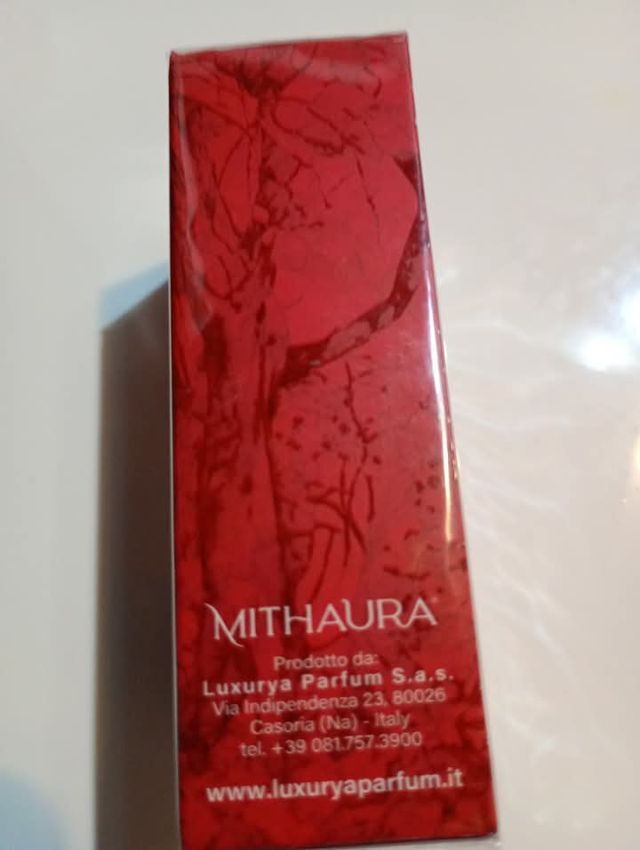 MITHAURA
Prodotto da:
Luxurya Parfum S.a.s.
Via Indipendenza 23, 80026
Casoria (Na) - Italy
tel. +39 081.757.3900
www.luxuryaparfum.it